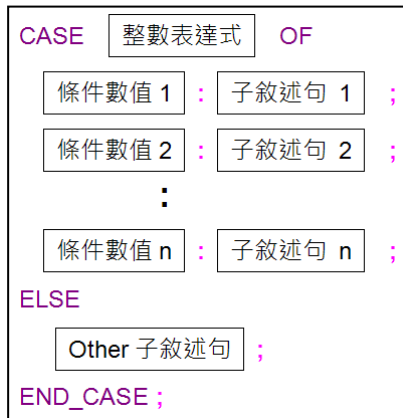 CASE 整數表達式 OF
條件數值 1 : 子敘述句 1 ;
條件數值 2 : 子敘述句 2 ;
:
條件數值 n : 子敘述句 n ;
ELSE
Other 子敘述句 ;
END_CASE ;